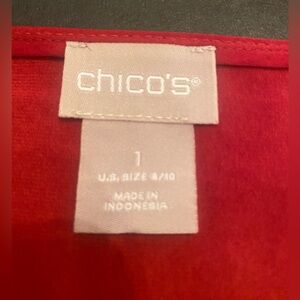 chico's®
1
U.S. SIZE 8/10
MADE IN
INDONESIA